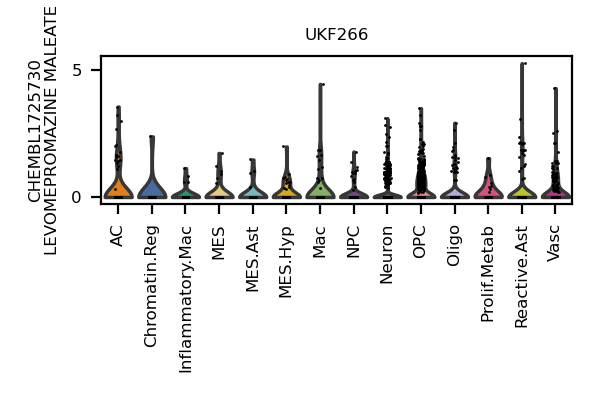 UKF266
CHEMBL1725730
LEVOMEPROMAZINE MALEATE
5
0
AC
Chromatin.Reg
Inflammatory.Mac
MES
MES.Ast
MES.Hyp
Mac
NPC
Neuron
OPC
Oligo
Prolif.Metab
Reactive.Ast
Vasc